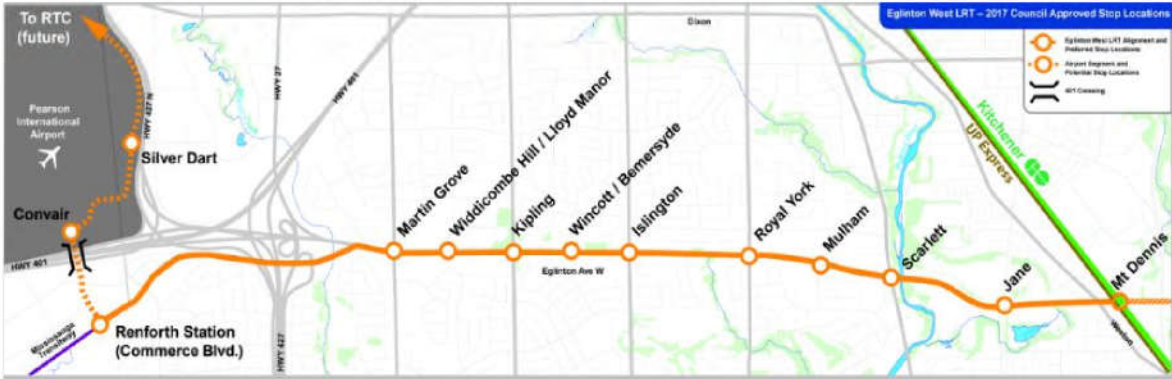 To RTC
(future)
Pearson
International
Airport
HWY 427 N
Silver Dart
Convair
HWY 401
Mississauga
Transitway
Renforth Station
(Commerce Blvd.)
HWY 27
HWY 401
HWY 427
Dixon
Martin Grove
Widdicombe Hill / Lloyd Manor
Kipling
Wincott / Bemersyde
Islington
Eglinton Ave W
Royal York
Mulham
Scarlett
Jane
Mt Dennis
Weston
Kitchener
GO
UP Express
Eglinton West LRT – 2017 Council Approved Stop Locations
Eglinton West LRT Alignment and
Preferred Stop Locations
Airport Segment and
Potential Stop Locations
401 Crossing